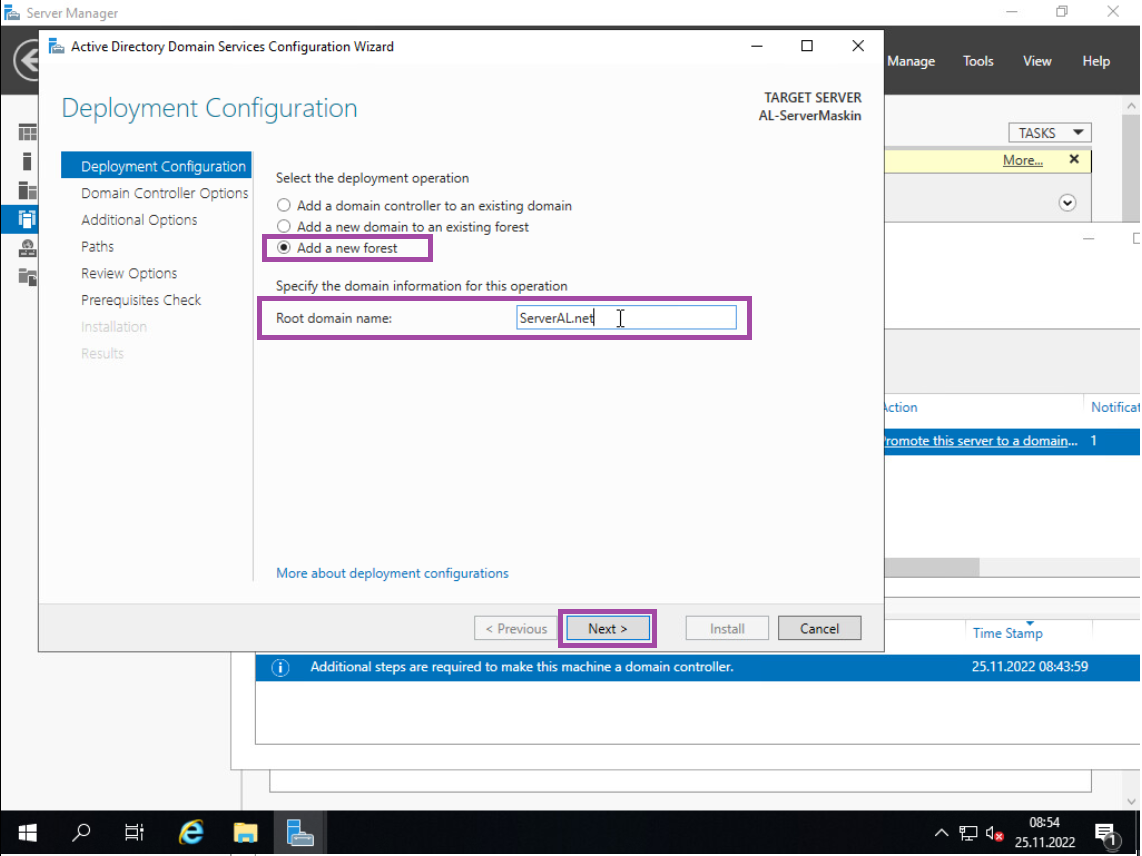 Server Manager
Active Directory Domain Services Configuration Wizard
Manage Tools View Help
Deployment Configuration
TARGET SERVER
AL-ServerMaskin
TASKS
More...
Deployment Configuration
Domain Controller Options
Additional Options
Paths
Review Options
Prerequisites Check
Installation
Results
Select the deployment operation
Add a domain controller to an existing domain
Add a new domain to an existing forest
Add a new forest
Specify the domain information for this operation
Root domain name: ServerAL.net
Action Notificat
Promote this server to a domain... 1
More about deployment configurations
< Previous Next > Install Cancel
Time Stamp
Additional steps are required to make this machine a domain controller. 25.11.2022 08:43:59
08:54
25.11.2022
1